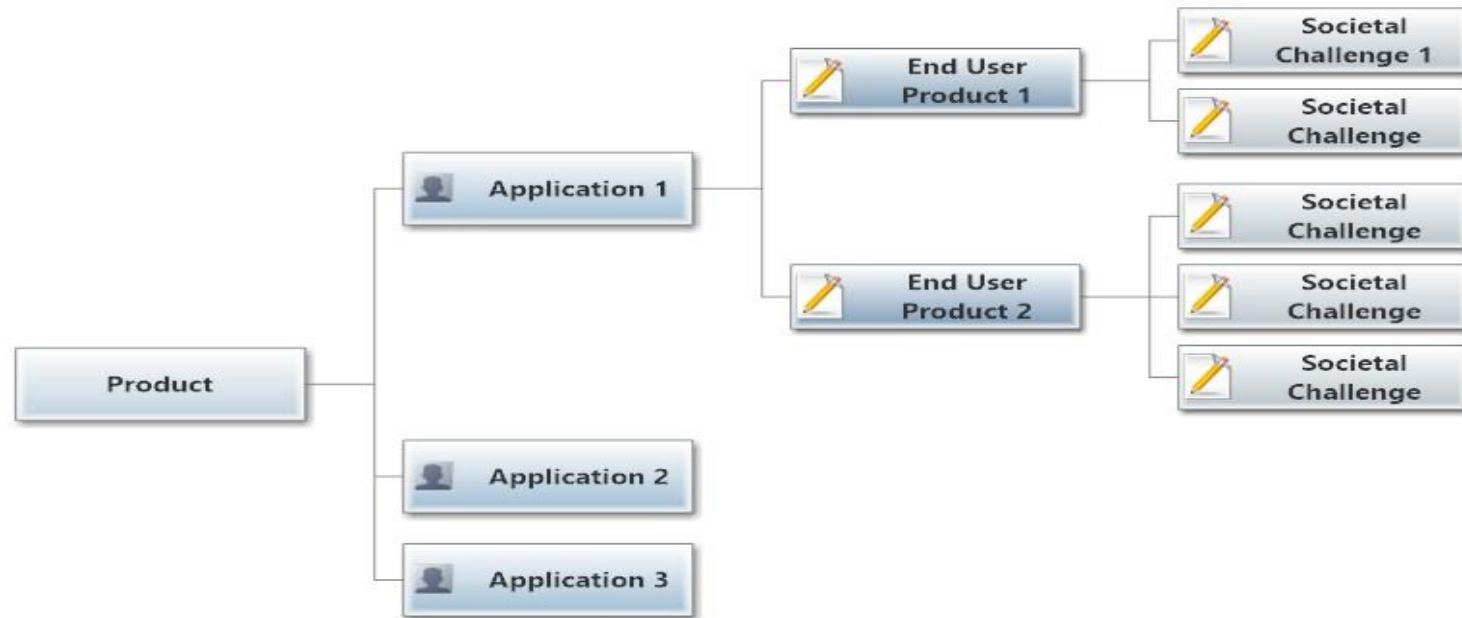 Societal
Challenge 1
End User
Product 1
Societal
Challenge
Application 1
Societal
Challenge
End User
Product 2
Societal
Challenge
Societal
Challenge
Product
Application 2
Application 3